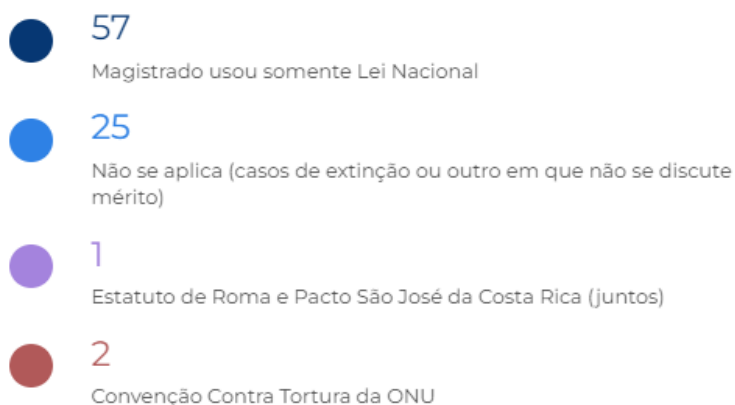 57
Magistrado usou somente Lei Nacional
25
Não se aplica (casos de extinção ou outro em que não se discute
mérito)
1
Estatuto de Roma e Pacto São José da Costa Rica (juntos)
2
Convenção Contra Tortura da ONU